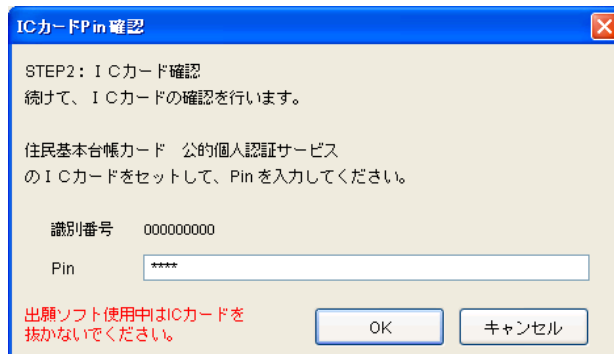 ICカードPin 確認
STEP2：ＩＣカード確認
続けて、ＩＣカードの確認を行います。
住民基本台帳カード　公的個人認証サービス
のＩＣカードをセットして、Pin を入力してください。
識別番号 000000000
Pin ****
出願ソフト使用中はICカードを
抜かないでください。
OK キャンセル